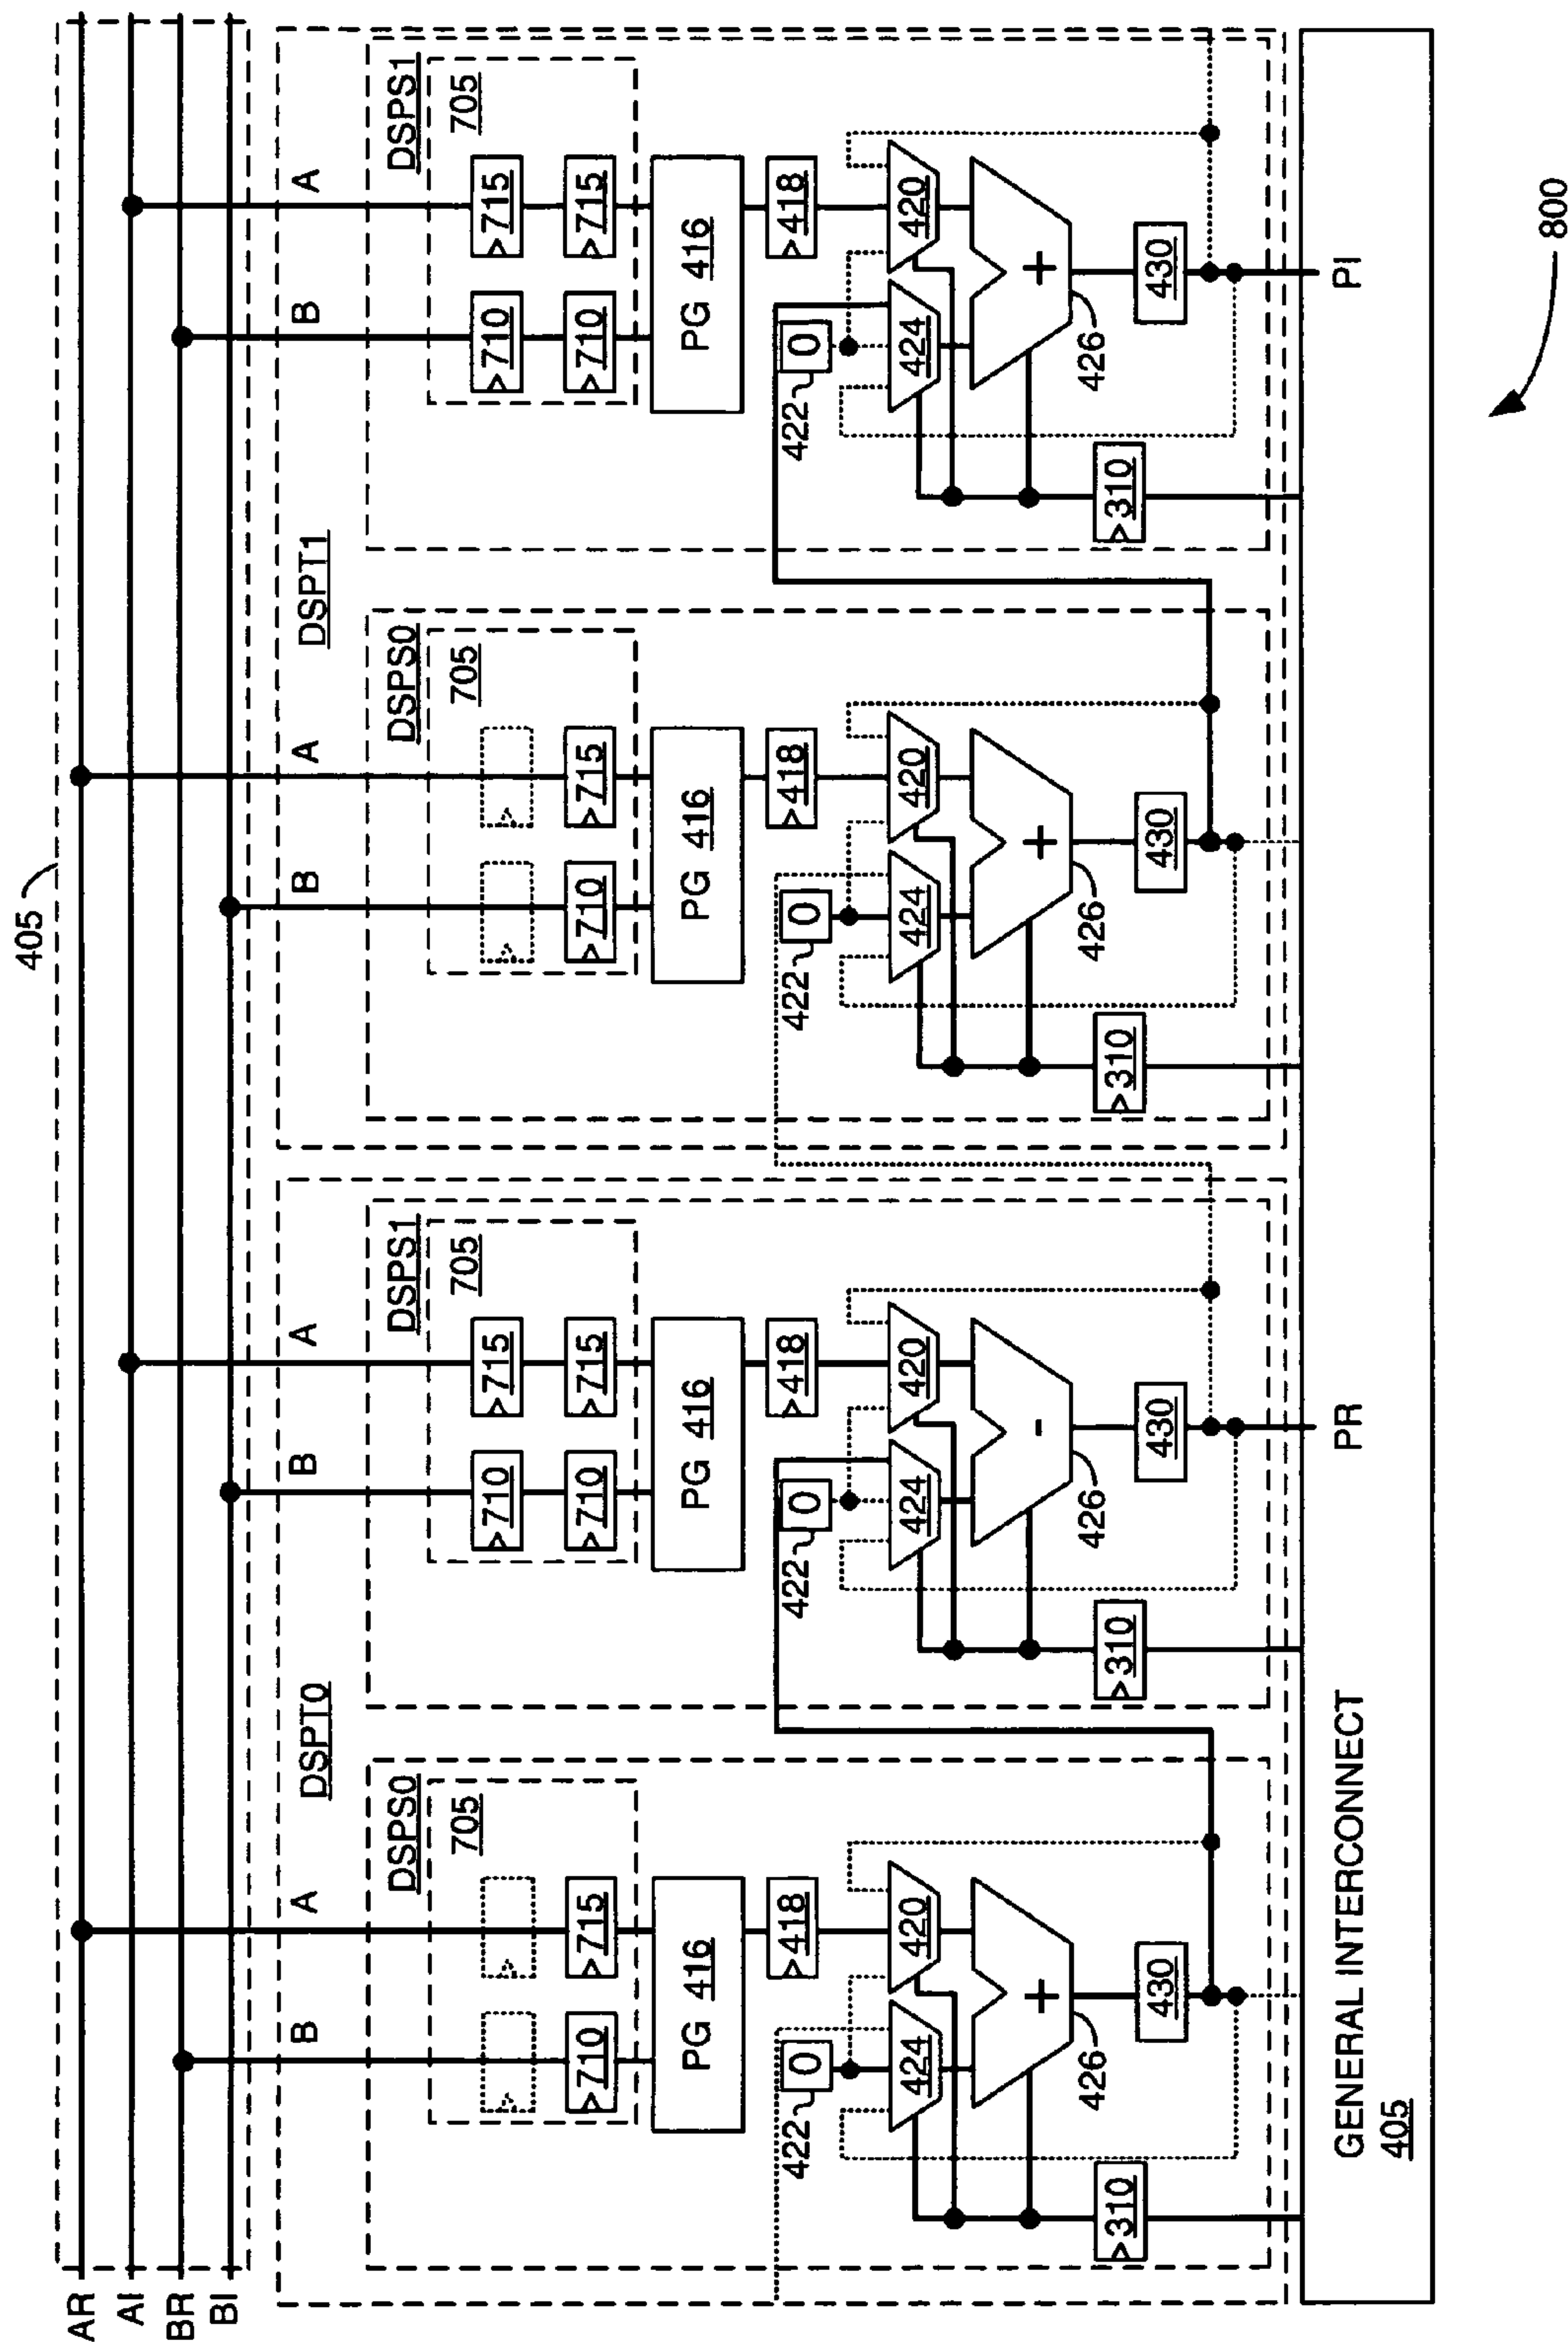 405
AR
AI
BR
BI
DSPT0
DSPT1
B
A
B
A
B
A
B
A
DSPS0
DSPS1
DSPS0
DSPS1
705
705
705
705
710
715
710
715
710
715
710
715
710
715
710
715
PG 416
PG 416
PG 416
PG 416
418
418
418
418
422
0
422
0
422
0
422
0
424
420
424
420
424
420
424
420
+
-
+
+
426
426
426
426
310
430
310
430
310
430
310
430
GENERAL INTERCONNECT
405
PR
PI
800